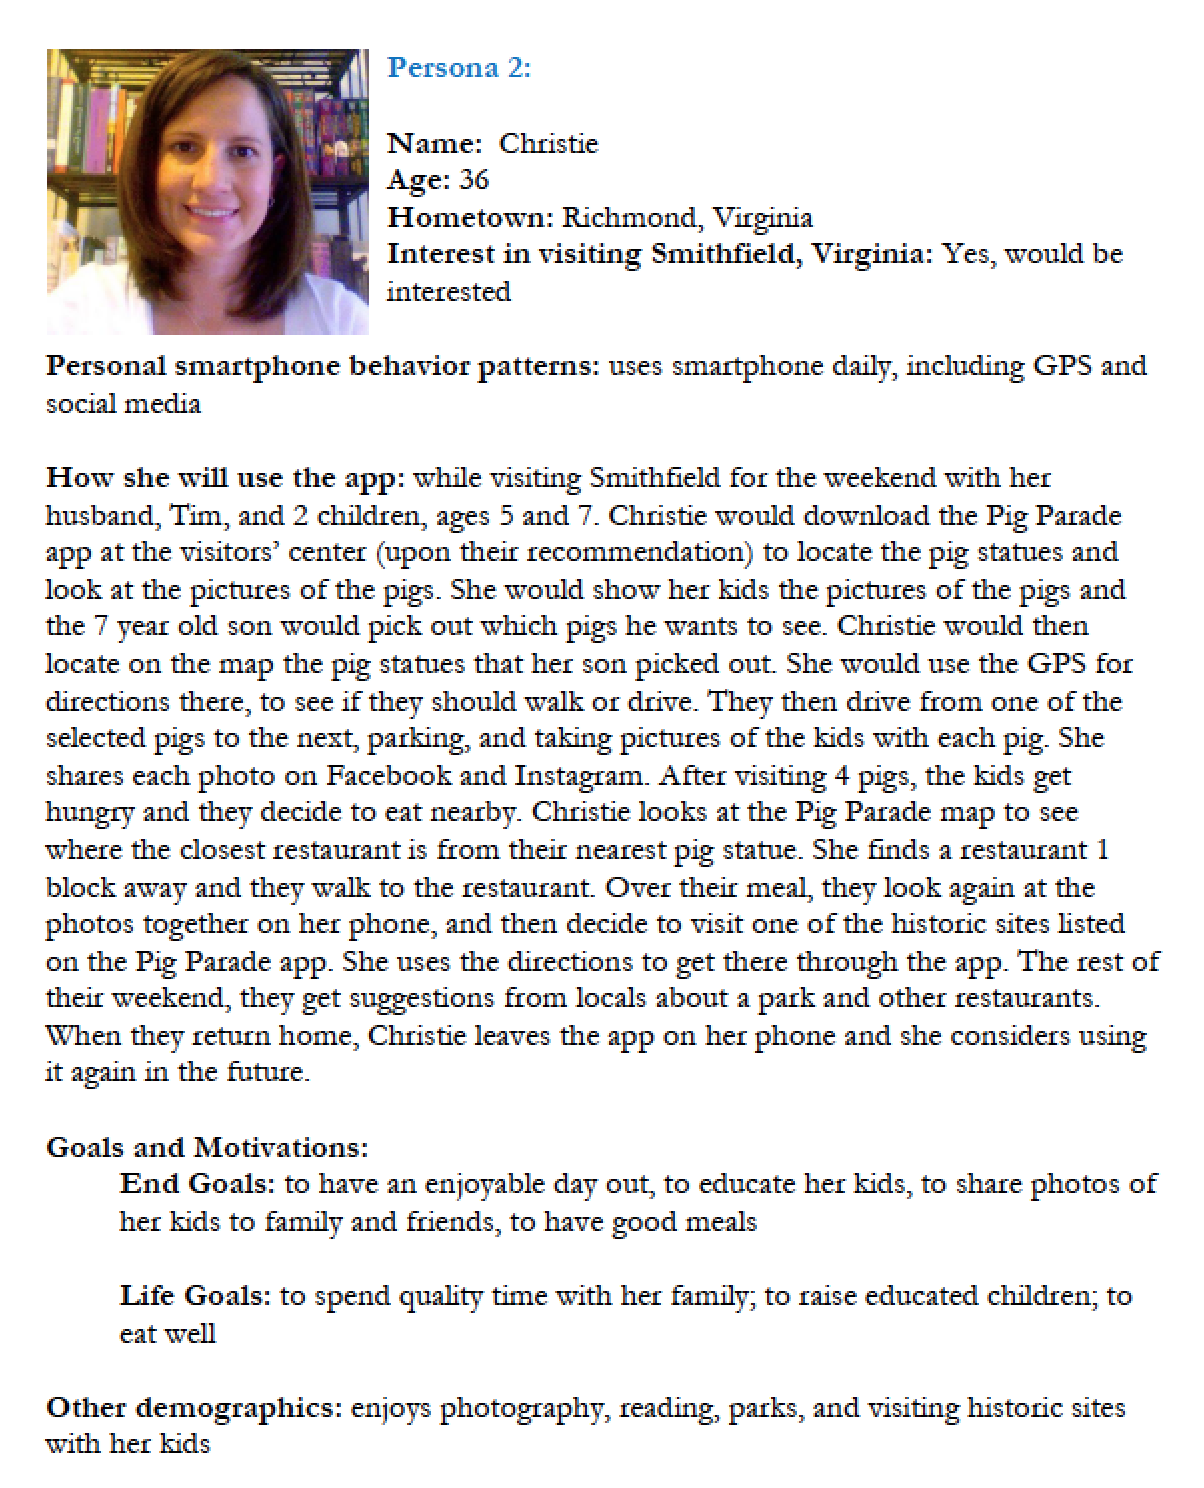 Persona 2:
Name: Christie
Age: 36
Hometown: Richmond, Virginia
Interest in visiting Smithfield, Virginia: Yes, would be
interested
Personal smartphone behavior patterns: uses smartphone daily, including GPS and
social media
How she will use the app: while visiting Smithfield for the weekend with her
husband, Tim, and 2 children, ages 5 and 7. Christie would download the Pig Parade
app at the visitors’ center (upon their recommendation) to locate the pig statues and
look at the pictures of the pigs. She would show her kids the pictures of the pigs and
the 7 year old son would pick out which pigs he wants to see. Christie would then
locate on the map the pig statues that her son picked out. She would use the GPS for
directions there, to see if they should walk or drive. They then drive from one of the
selected pigs to the next, parking, and taking pictures of the kids with each pig. She
shares each photo on Facebook and Instagram. After visiting 4 pigs, the kids get
hungry and they decide to eat nearby. Christie looks at the Pig Parade map to see
where the closest restaurant is from their nearest pig statue. She finds a restaurant 1
block away and they walk to the restaurant. Over their meal, they look again at the
photos together on her phone, and then decide to visit one of the historic sites listed
on the Pig Parade app. She uses the directions to get there through the app. The rest of
their weekend, they get suggestions from locals about a park and other restaurants.
When they return home, Christie leaves the app on her phone and she considers using
it again in the future.
Goals and Motivations:
End Goals: to have an enjoyable day out, to educate her kids, to share photos of
her kids to family and friends, to have good meals
Life Goals: to spend quality time with her family; to raise educated children; to
eat well
Other demographics: enjoys photography, reading, parks, and visiting historic sites
with her kids